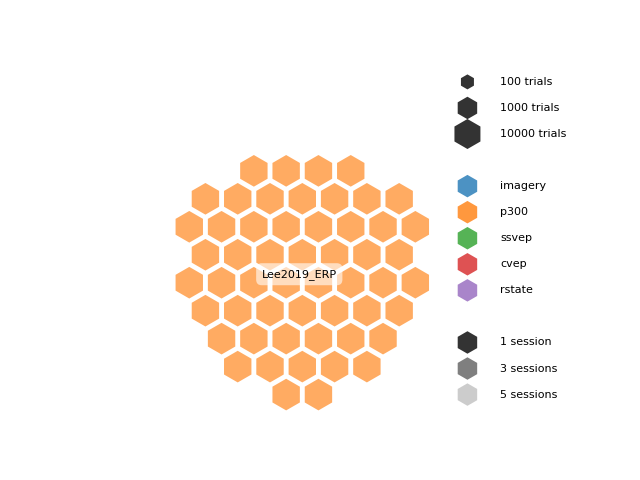 100 trials
1000 trials
10000 trials
imagery
p300
ssvep
Lee2019_ERP
cvep
rstate
1 session
3 sessions
5 sessions